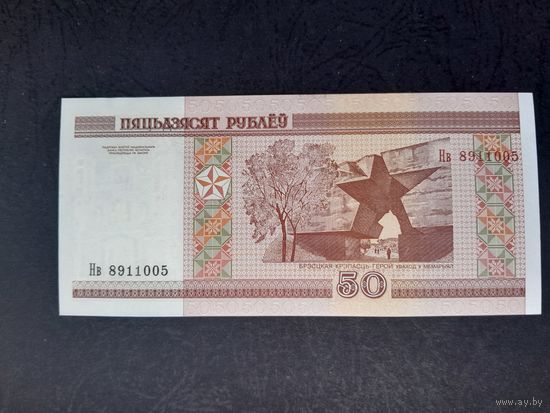 ПЯЦЬДЗЯСЯТ РУБЛЁЎ
Нв 8911005
Нв 8911005
БРЭСЦКАЯ КРЭПАСЦЬ-ГЕРОЙ УВАХОД У МЕМАРЫЯЛ
50
www.ay.by